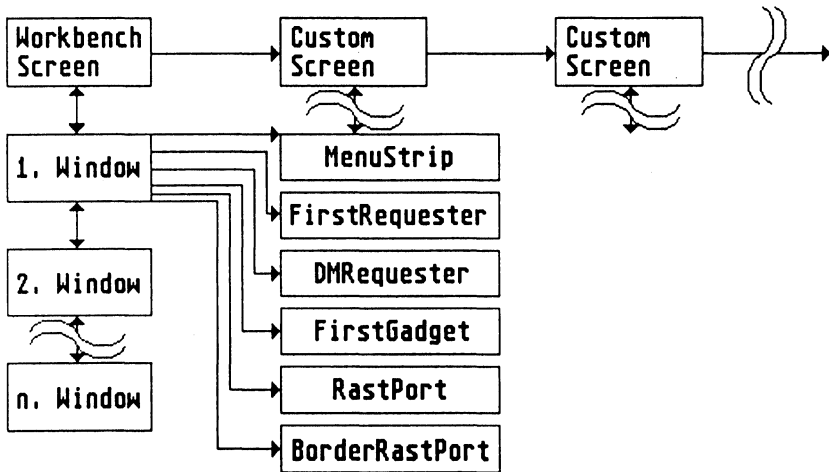 Workbench
Screen
Custom
Screen
Custom
Screen
1. Window
MenuStrip
FirstRequester
2. Window
DMRequester
FirstGadget
n. Window
RastPort
BorderRastPort